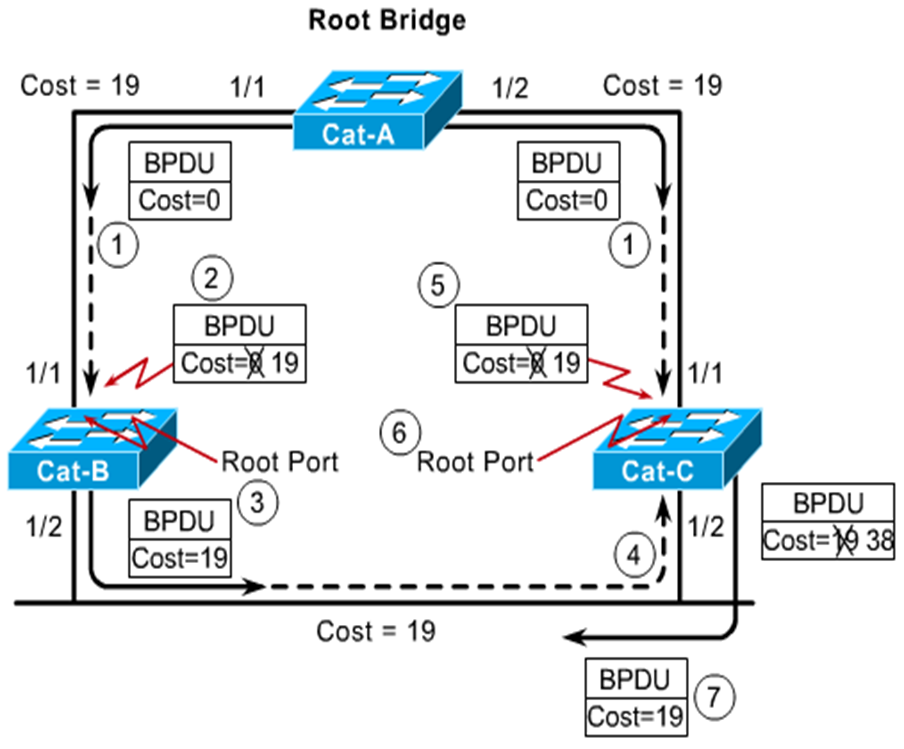 Root Bridge
Cost = 19 1/1 1/2 Cost = 19
Cat-A
BPDU
Cost=0
BPDU
Cost=0
1
1
2
5
BPDU
Cost=0 19
BPDU
Cost=0 19
1/1
1/1
6
Cat-B
Root Port
Root Port
Cat-C
3
1/2
BPDU
Cost=19
4
1/2
BPDU
Cost=19 38
Cost = 19
BPDU
Cost=19
7